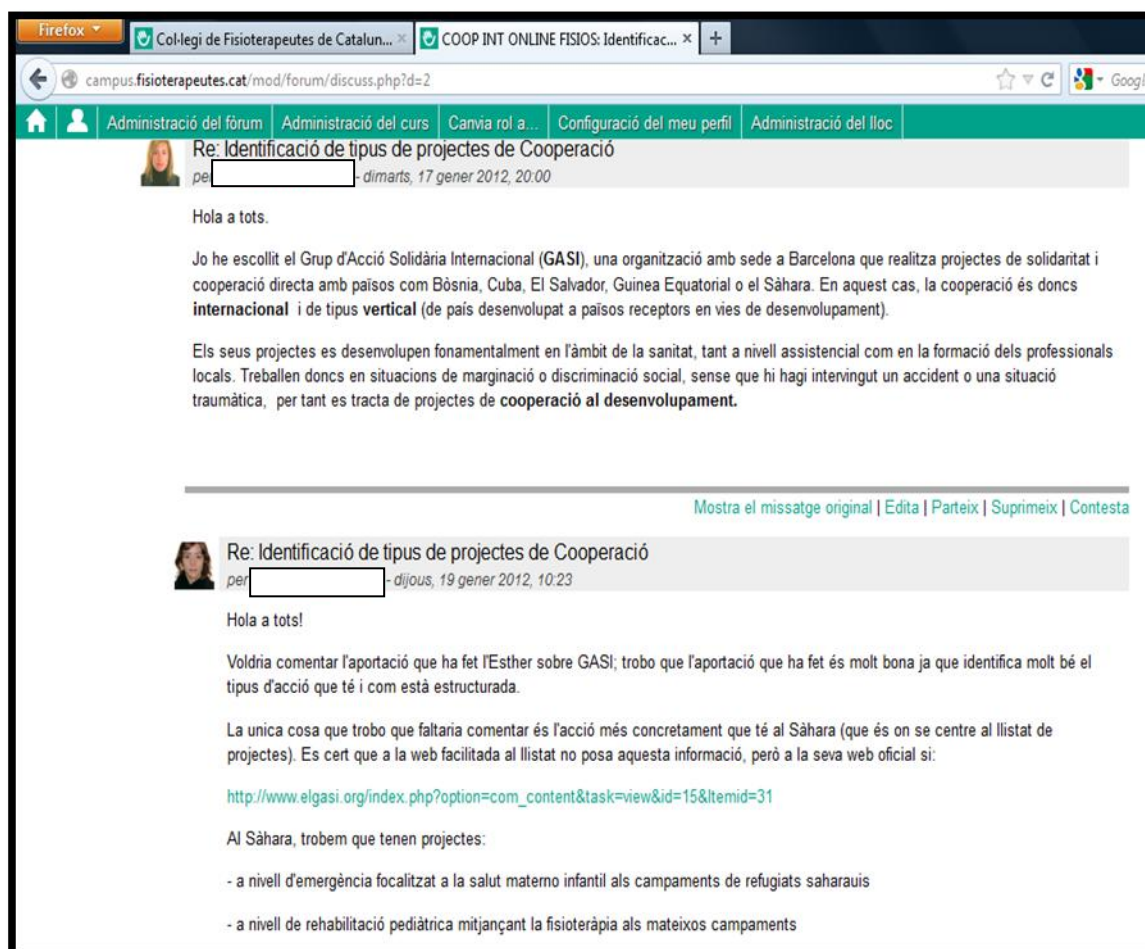 Firefox
Col·legi de Fisioterapeutes de Catalun...
COOP INT ONLINE FISIOS: Identificac...
campus.fisioterapeutes.cat/mod/forum/discuss.php?d=2
Googl
Administració del fòrum
Administració del curs
Canvia rol a...
Configuració del meu perfil
Administració del lloc
Re: Identificació de tipus de projectes de Cooperació
per - dimarts, 17 gener 2012, 20:00
Hola a tots.
Jo he escollit el Grup d'Acció Solidària Internacional (GASI), una organització amb sede a Barcelona que realitza projectes de solidaritat i
cooperació directa amb països com Bòsnia, Cuba, El Salvador, Guinea Equatorial o el Sàhara. En aquest cas, la cooperació és doncs
internacional i de tipus vertical (de país desenvolupat a països receptors en vies de desenvolupament).
Els seus projectes es desenvolupen fonamentalment en l'àmbit de la sanitat, tant a nivell assistencial com en la formació dels professionals
locals. Treballen doncs en situacions de marginació o discriminació social, sense que hi hagi intervingut un accident o una situació
traumàtica, per tant es tracta de projectes de cooperació al desenvolupament.
Mostra el missatge original | Edita | Parteix | Suprimeix | Contesta
Re: Identificació de tipus de projectes de Cooperació
per - dijous, 19 gener 2012, 10:23
Hola a tots!
Voldria comentar l'aportació que ha fet l'Esther sobre GASI; trobo que l'aportació que ha fet és molt bona ja que identifica molt bé el
tipus d'acció que té i com està estructurada.
La unica cosa que trobo que faltaria comentar és l'acció més concretament que té al Sàhara (que és on se centre al llistat de
projectes). Es cert que a la web facilitada al llistat no posa aquesta informació, però a la seva web oficial si:
http://www.elgasi.org/index.php?option=com_content&task=view&id=15&Itemid=31
Al Sàhara, trobem que tenen projectes:
- a nivell d'emergència focalitzat a la salut materno infantil als campaments de refugiats saharauis
- a nivell de rehabilitació pediàtrica mitjançant la fisioteràpia als mateixos campaments